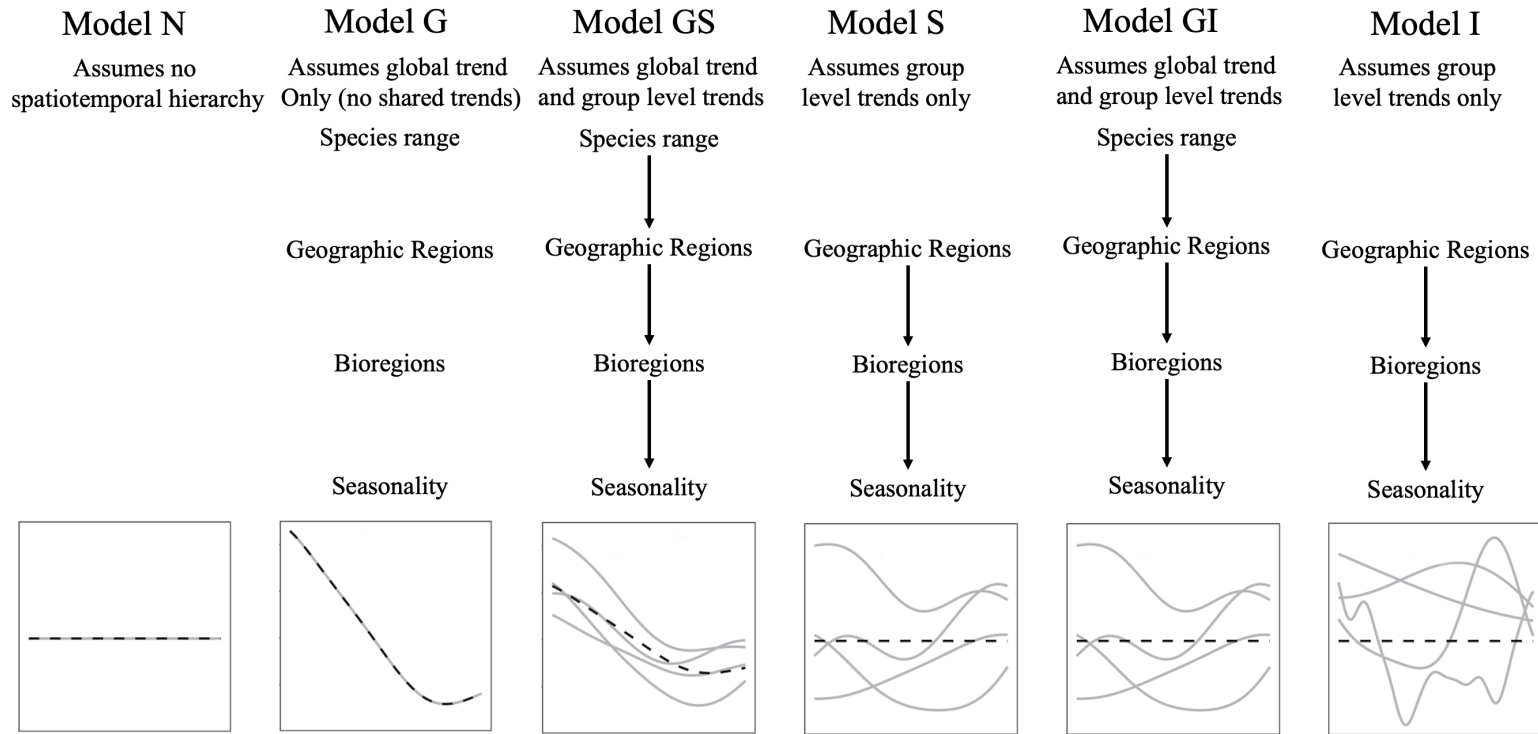 Model N
Assumes no
spatiotemporal hierarchy
Model G
Assumes global trend
Only (no shared trends)
Species range
Geographic Regions
Bioregions
Seasonality
Model GS
Assumes global trend
and group level trends
Species range
Geographic Regions
Bioregions
Seasonality
Model S
Assumes group
level trends only
Geographic Regions
Bioregions
Seasonality
Model GI
Assumes global trend
and group level trends
Species range
Geographic Regions
Bioregions
Seasonality
Model I
Assumes group
level trends only
Geographic Regions
Bioregions
Seasonality